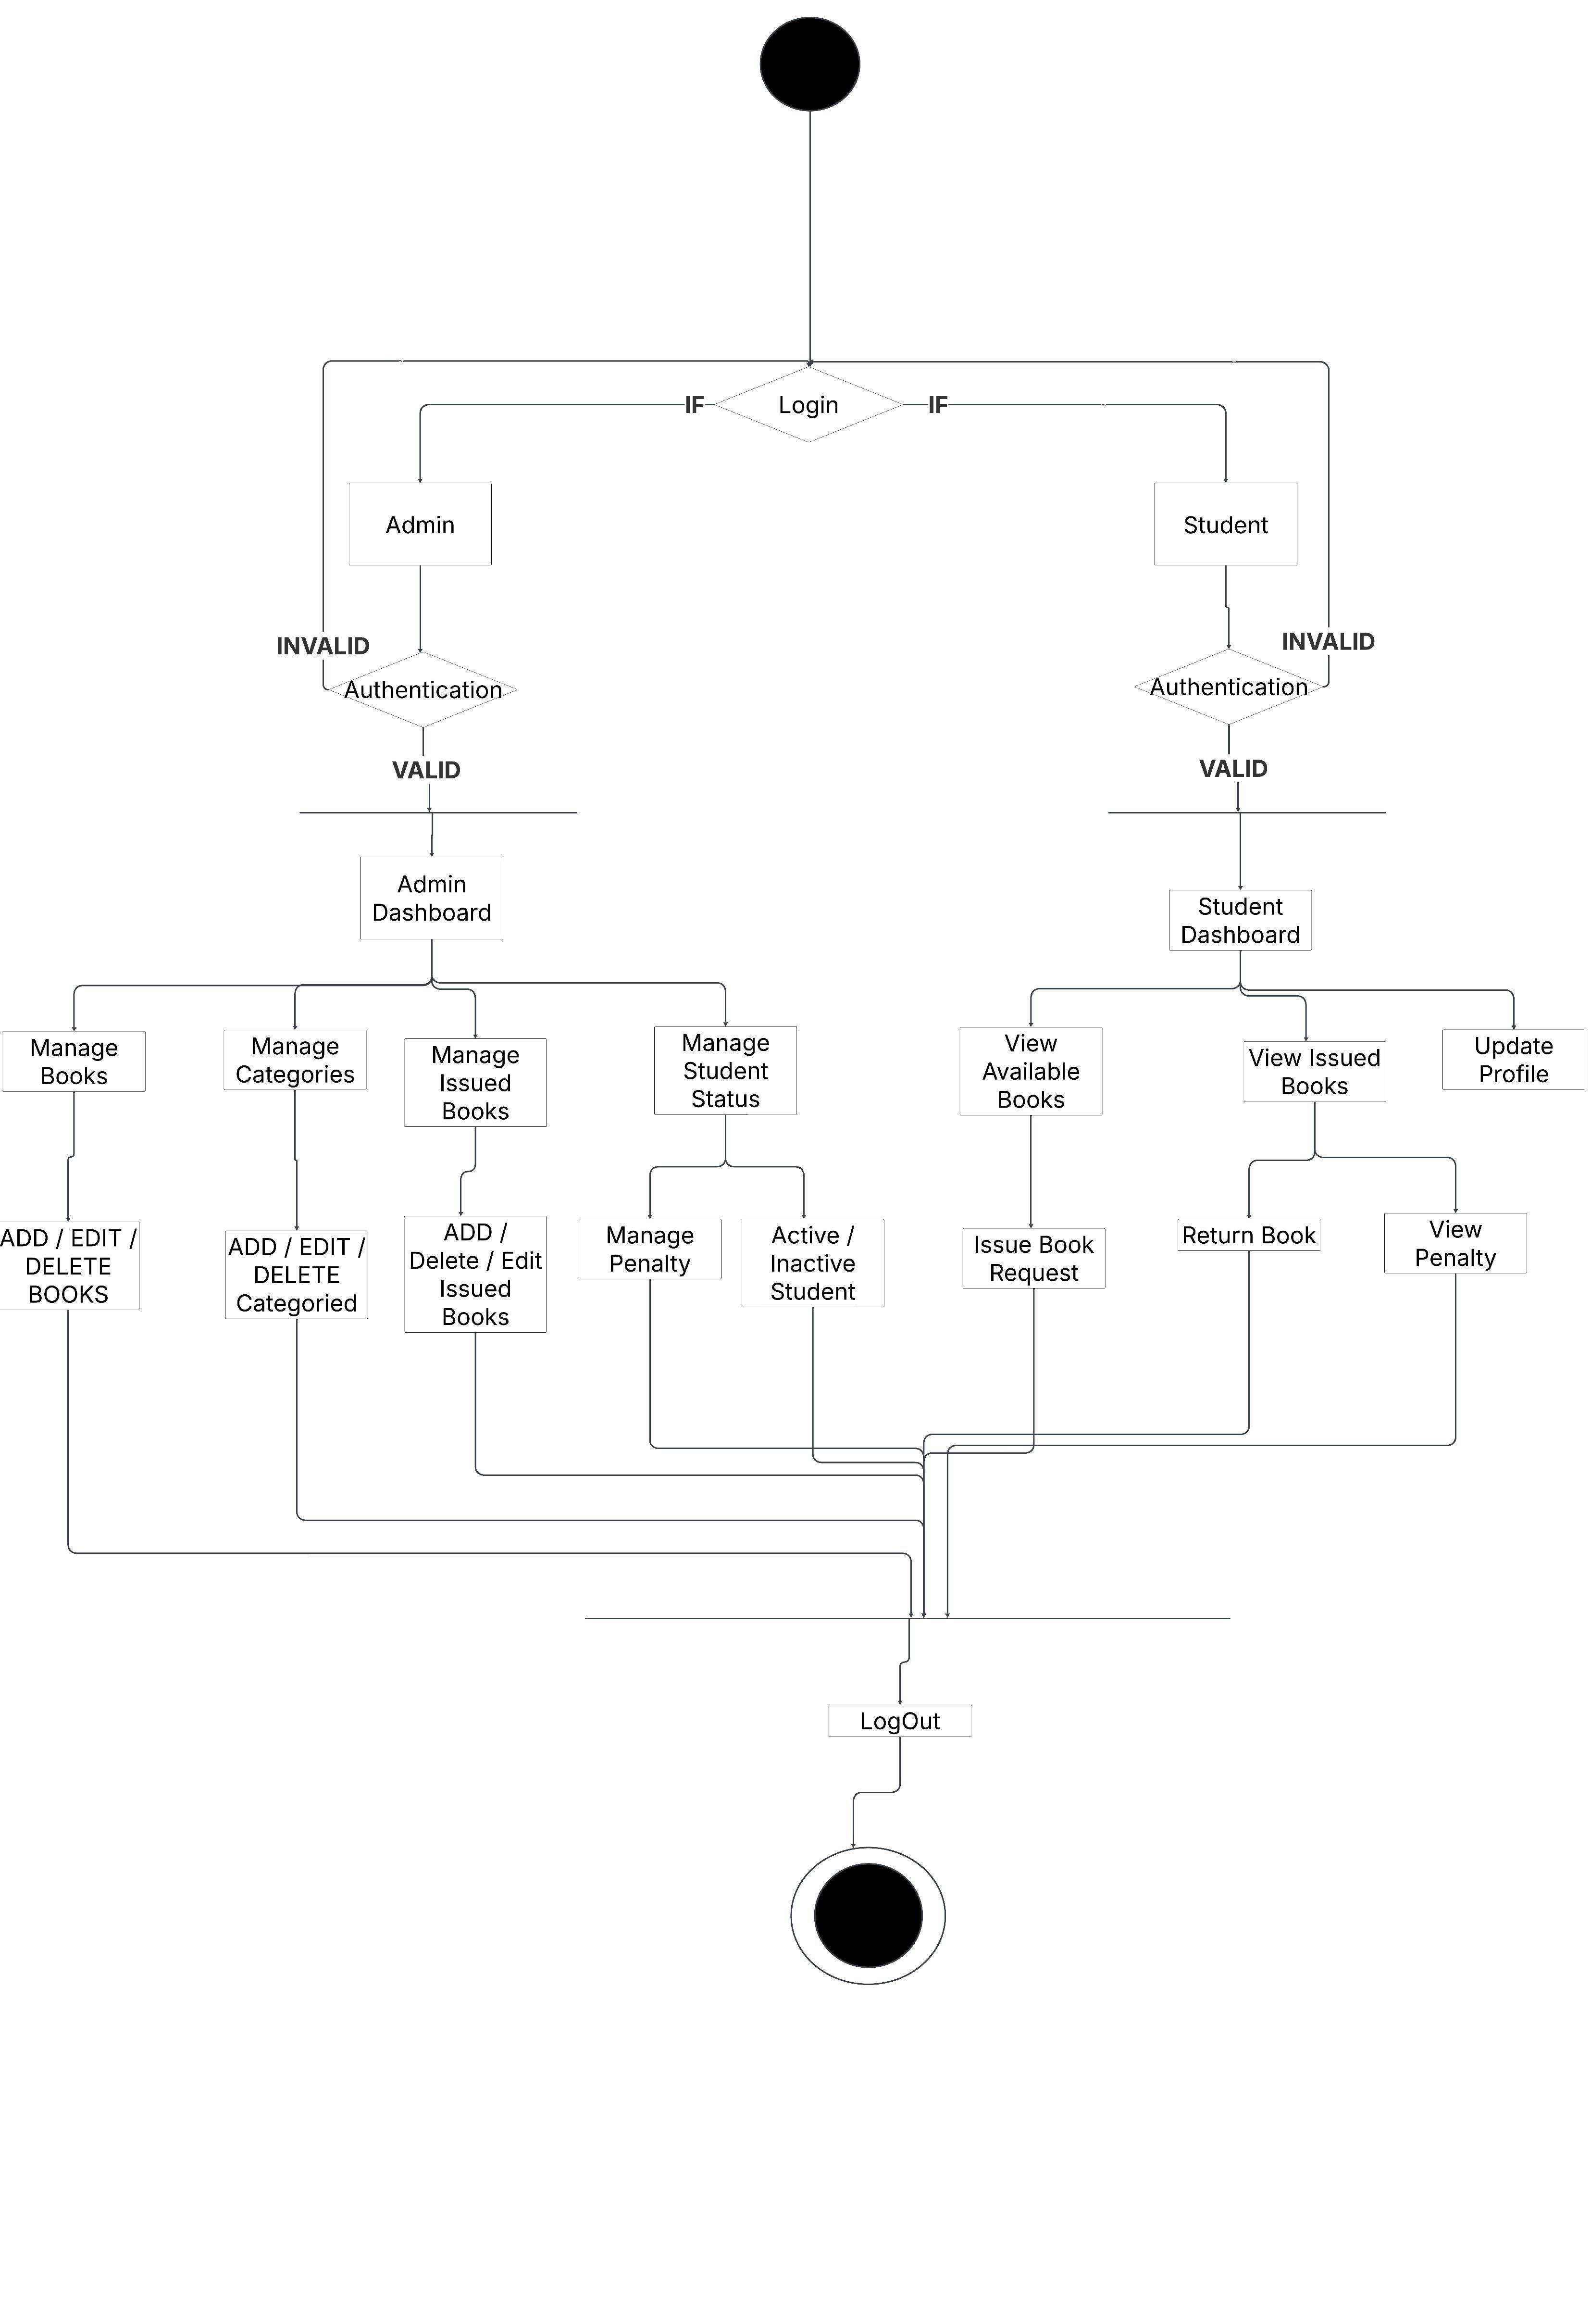 Login
IF
IF
Admin
Student
INVALID
INVALID
Authentication
Authentication
VALID
VALID
Admin
Dashboard
Student
Dashboard
Manage
Books
Manage
Categories
Manage
Issued
Books
Manage
Student
Status
View
Available
Books
View Issued
Books
Update
Profile
ADD / EDIT /
DELETE
BOOKS
ADD / EDIT /
DELETE
Categoried
ADD /
Delete / Edit
Issued
Books
Manage
Penalty
Active /
Inactive
Student
Issue Book
Request
Return Book
View
Penalty
LogOut